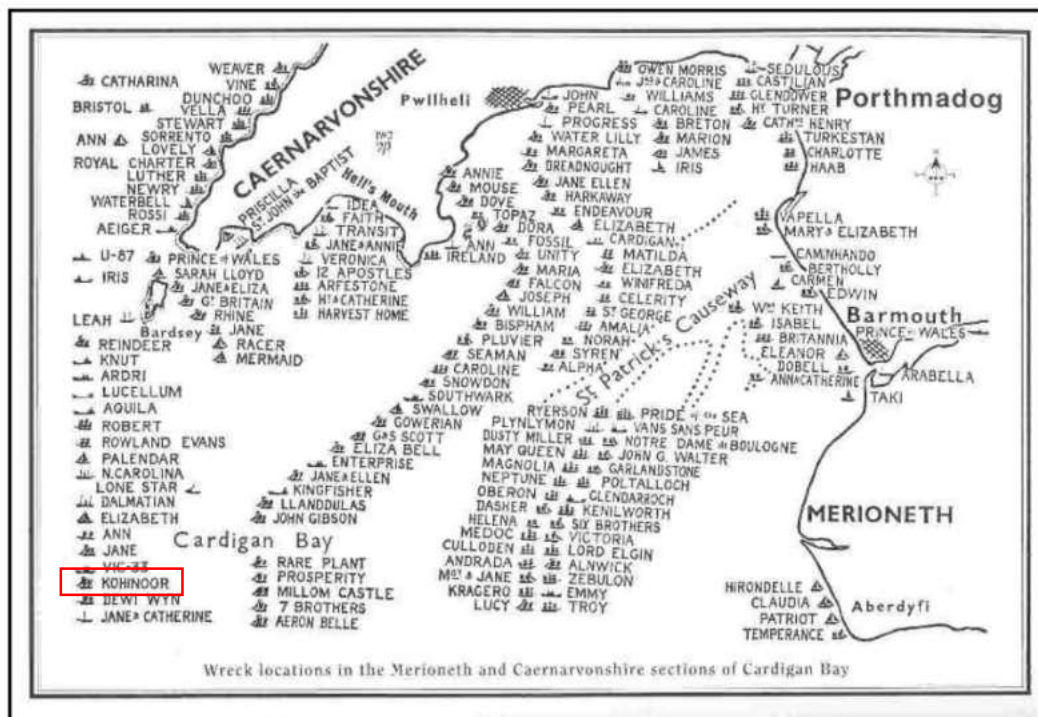 WEAVER
CATHARINA
VINE
DUNCHOO
BRISTOL
VELLA
STEWART
ANN
SORRENTO
LOVELY
ROYAL CHARTER
LUTHER
NEWRY
WATERBELL
ROSSI
AEIGER
CAERNARVONSHIRE
PRISCILLA
ST JOHN THE BAPTIST
Hell's Mouth
IDEA
FAITH
TRANSIT
JANE & ANNIE
VERONICA
12 APOSTLES
ARFESTONE
HY & CATHERINE
HARVEST HOME
U-87
IRIS
PRINCE OF WALES
SARAH LLOYD
JANE & ELIZA
GT BRITAIN
RHINE
JANE
RACER
MERMAID
LEAH
Bardsey
REINDEER
KNUT
ARDRI
LUCELLUM
AQUILA
ROBERT
ROWLAND EVANS
PALENDAR
N.CAROLINA
LONE STAR
DALMATIAN
ELIZABETH
ANN
JANE
VIC-33
KOHINOOR
DEWI WYN
JANE & CATHERINE
Pwllheli
JOHN
PEARL
PROGRESS
WATER LILLY
MARGARETA
DREADNOUGHT
JANE ELLEN
HARKAWAY
ENDEAVOUR
ELIZABETH
CARDIGAN
MATILDA
ELIZABETH
WINIFREDA
CELERITY
ST GEORGE
AMALIA
NORAH
SYREN
ALPHA
ANNIE
MOUSE
DOVE
TOPAZ
DORA
ANN
IRELAND
FOSSIL
UNITY
MARIA
FALCON
JOSEPH
WILLIAM
BISPHAM
PLUVIER
SEAMAN
CAROLINE
SNOWDON
SOUTHWARK
SWALLOW
GOWERIAN
G&S SCOTT
ELIZA BELL
ENTERPRISE
JANE & ELLEN
KINGFISHER
LLANDDULAS
JOHN GIBSON
Cardigan Bay
RARE PLANT
PROSPERITY
MILLOM CASTLE
7 BROTHERS
AERON BELLE
OWEN MORRIS
JAS & CAROLINE
WILLIAMS
CAROLINE
BRETON
MARION
JAMES
IRIS
SEDULOUS
CASTILIAN
GLENDOWER
HY TURNER
CATHNE HENRY
TURKESTAN
CHARLOTTE
HAAB
Porthmadog
VAPELLA
MARY & ELIZABETH
CAMINHANDO
BERTHOLLY
CARMEN
EDWIN
WM KEITH
ISABEL
BRITANNIA
ELEANOR
DOBELL
ANN & CATHERINE
Barmouth
PRINCE OF WALES
ARABELLA
TAKI
St Patrick's Causeway
RYERSON
PRIDE of the SEA
PLYNLYMON
VANS SANS PEUR
DUSTY MILLER
NOTRE DAME de BOULOGNE
MAY QUEEN
JOHN G. WALTER
MAGNOLIA
GARLANDSTONE
NEPTUNE
POLTALLOCH
OBERON
GLENDARROCH
DASHER
KENILWORTH
HELENA
SIX BROTHERS
MEDOC
VICTORIA
CULLODEN
LORD ELGIN
ANDRADA
ALNWICK
MGT & JANE
ZEBULON
KRAGERO
EMMY
LUCY
TROY
MERIONETH
HIRONDELLE
CLAUDIA
PATRIOT
TEMPERANCE
Aberdyfi
Wreck locations in the Merioneth and Caernarvonshire sections of Cardigan Bay